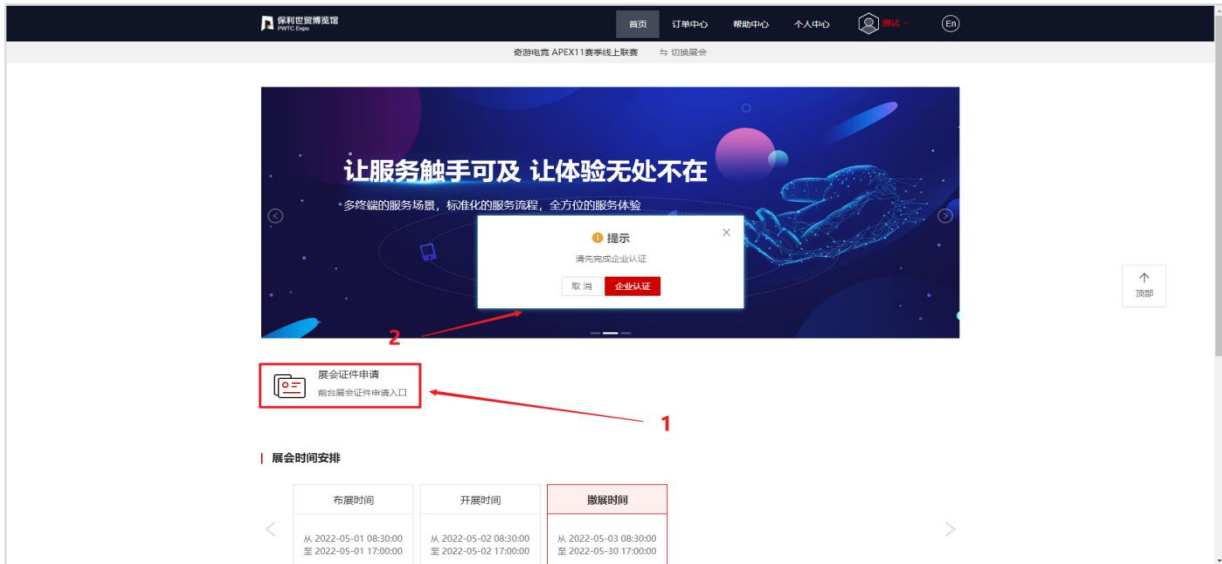 保利世贸博览馆
PWTC Expo
首页 订单中心 帮助中心 个人中心 测试 En
奇游电竞 APEX11赛季线上联赛 切换展会
让服务触手可及 让体验无处不在
*多终端的服务场景，标准化的服务流程，全方位的服务体验
提示
请先完成企业认证
取 消 企业认证
顶部
2
展会证件申请
前台展会证件申请入口
1
展会时间安排
布展时间 开展时间 撤展时间
从 2022-05-01 08:30:00 从 2022-05-02 08:30:00 从 2022-05-03 08:30:00
至 2022-05-01 17:00:00 至 2022-05-02 17:00:00 至 2022-05-30 17:00:00